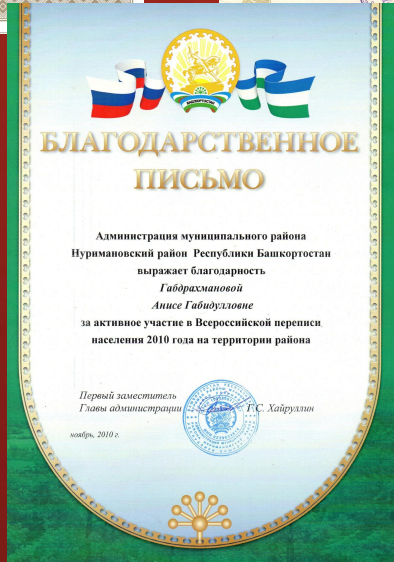 БАШКОРТОСТАН
БЛАГОДАРСТВЕННОЕ
ПИСЬМО
Администрация муниципального района
Нуримановский район Республики Башкортостан
выражает благодарность
Габдрахмановой
Анисе Габидулловне
за активное участие в Всероссийской переписи
населения 2010 года на территории района
Первый заместитель
Главы администрации Г.С. Хайруллин
ноябрь, 2010 г.